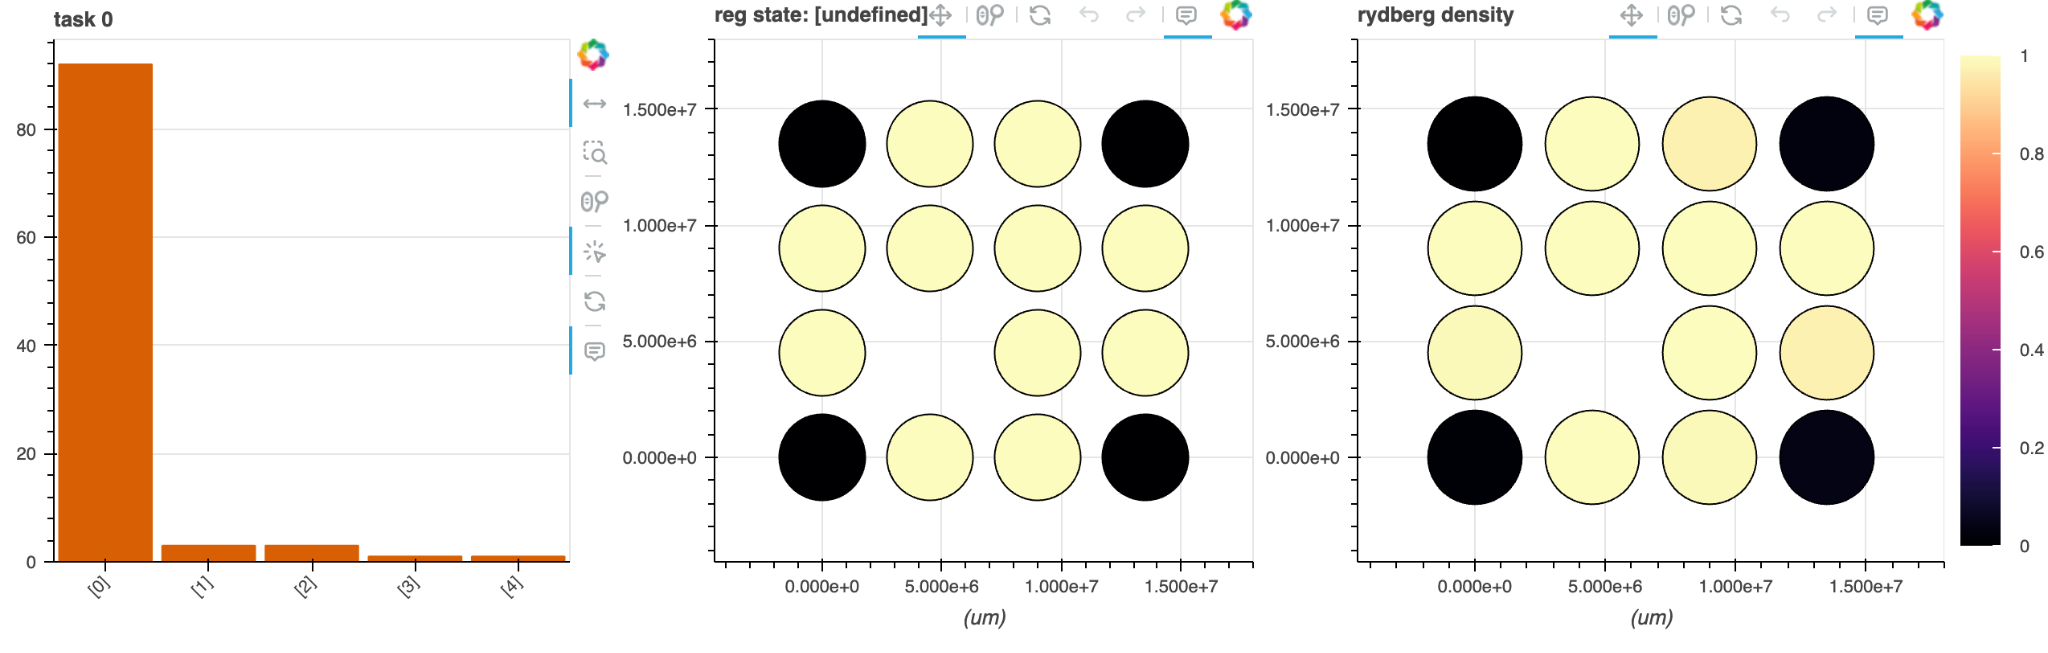 task 0
80
60
40
20
0
[0]
[1]
[2]
[3]
[4]
reg state: [undefined]
1.500e+7
1.000e+7
5.000e+6
0.000e+0
0.000e+0
5.000e+6
1.000e+7
1.500e+7
(um)
rydberg density
1.500e+7
1.000e+7
5.000e+6
0.000e+0
0.000e+0
5.000e+6
1.000e+7
1.500e+7
(um)
1
0.8
0.6
0.4
0.2
0